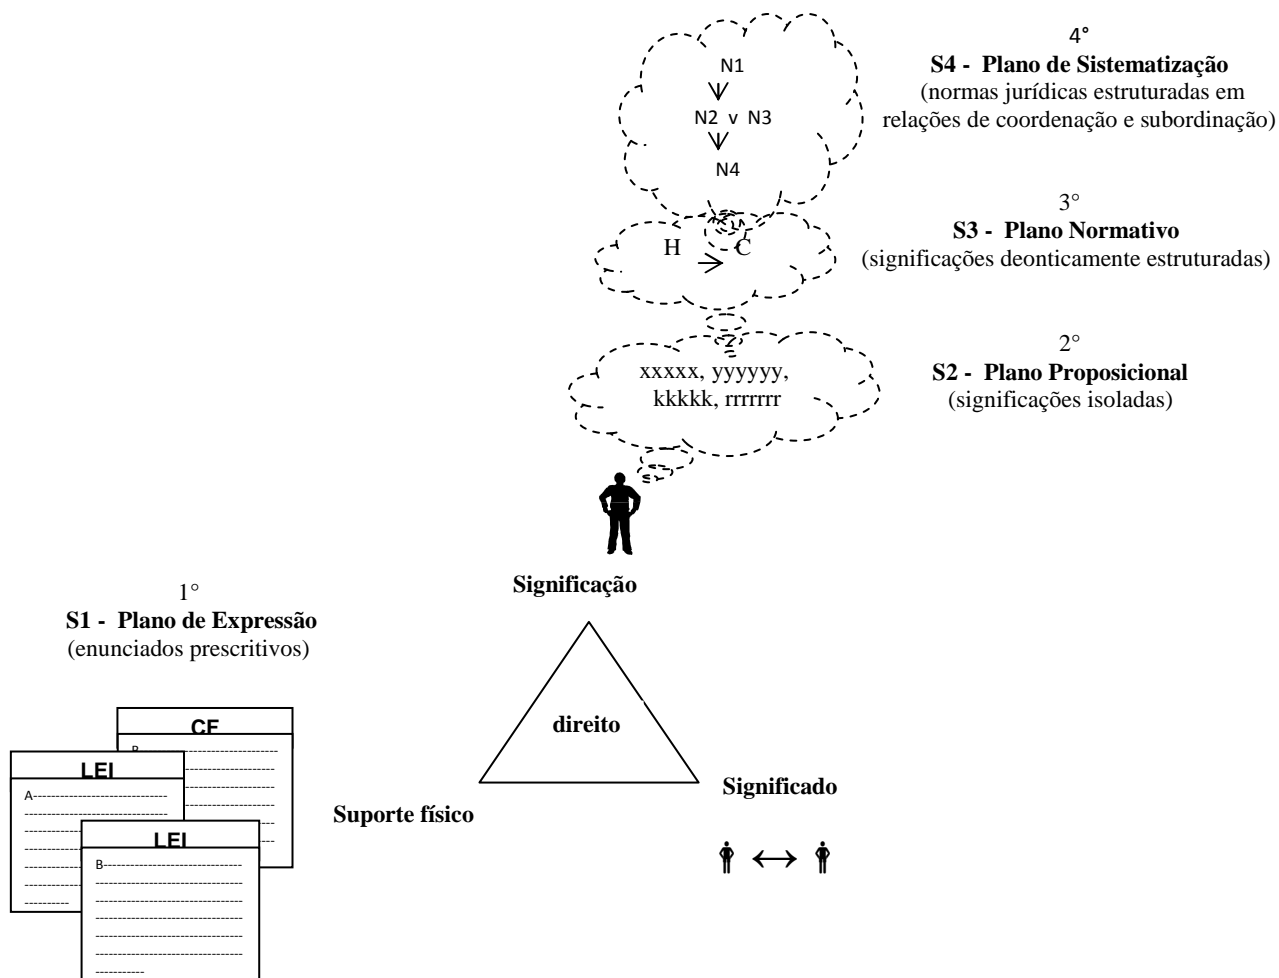 4°
S4 - Plano de Sistematização
(normas jurídicas estruturadas em
relações de coordenação e subordinação)
N1
N2 v N3
N4
3°
S3 - Plano Normativo
(significações deonticamente estruturadas)
H C
2°
S2 - Plano Proposicional
(significações isoladas)
xxxxx, yyyyyy,
kkkkk, rrrrrrr
Significação
1°
S1 - Plano de Expressão
(enunciados prescritivos)
direito
Suporte físico
Significado
CF
B
LEI
A
LEI
B